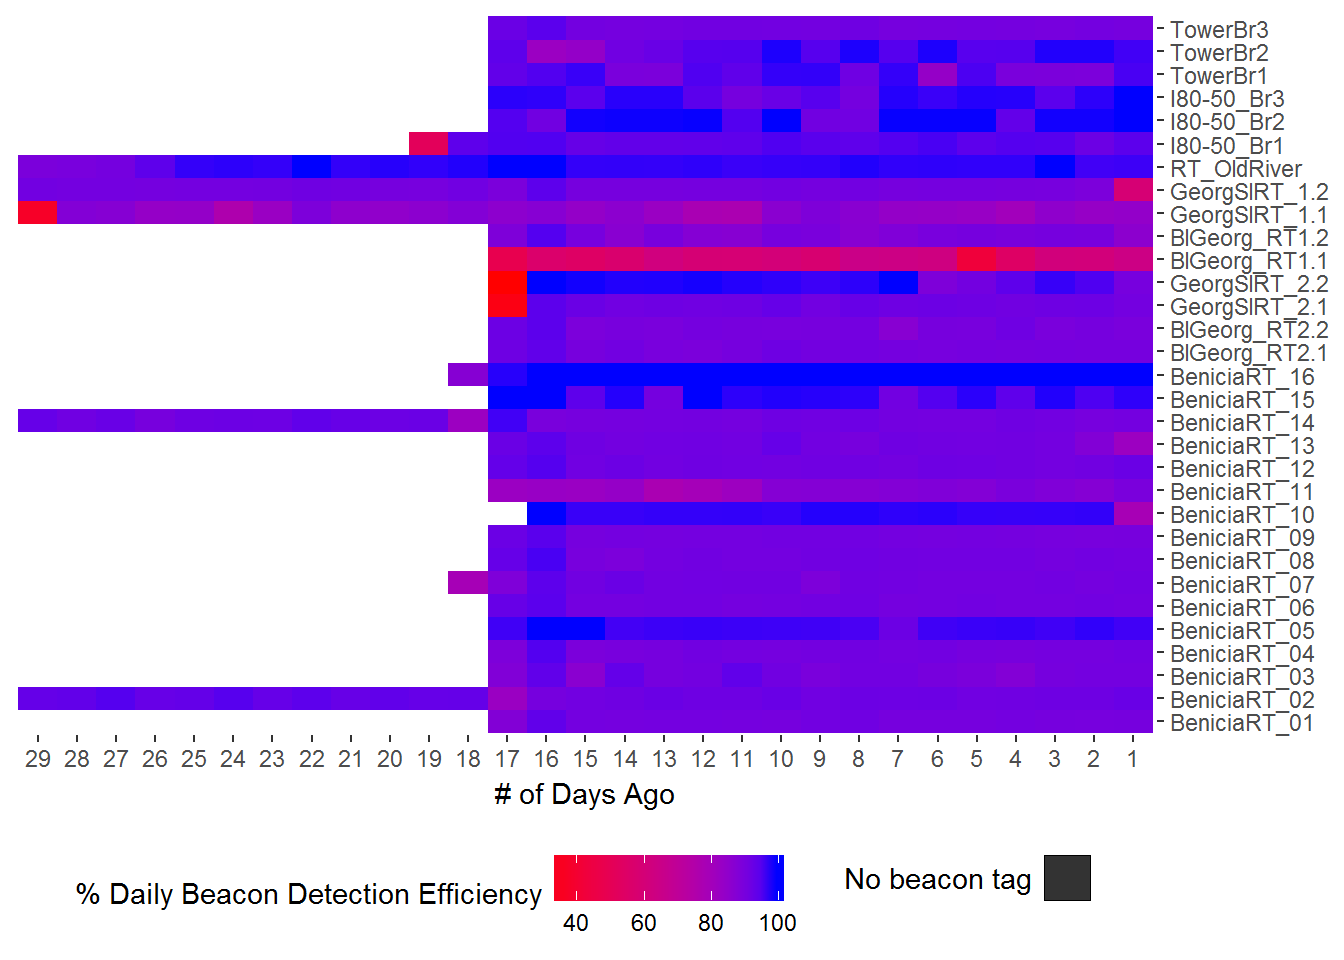 TowerBr3
TowerBr2
TowerBr1
I80-50_Br3
I80-50_Br2
I80-50_Br1
RT_OldRiver
GeorgSlRT_1.2
GeorgSlRT_1.1
BlGeorg_RT1.2
BlGeorg_RT1.1
GeorgSlRT_2.2
GeorgSlRT_2.1
BlGeorg_RT2.2
BlGeorg_RT2.1
BeniciaRT_16
BeniciaRT_15
BeniciaRT_14
BeniciaRT_13
BeniciaRT_12
BeniciaRT_11
BeniciaRT_10
BeniciaRT_09
BeniciaRT_08
BeniciaRT_07
BeniciaRT_06
BeniciaRT_05
BeniciaRT_04
BeniciaRT_03
BeniciaRT_02
BeniciaRT_01
29 28 27 26 25 24 23 22 21 20 19 18 17 16 15 14 13 12 11 10 9 8 7 6 5 4 3 2 1
# of Days Ago
% Daily Beacon Detection Efficiency
40 60 80 100
No beacon tag